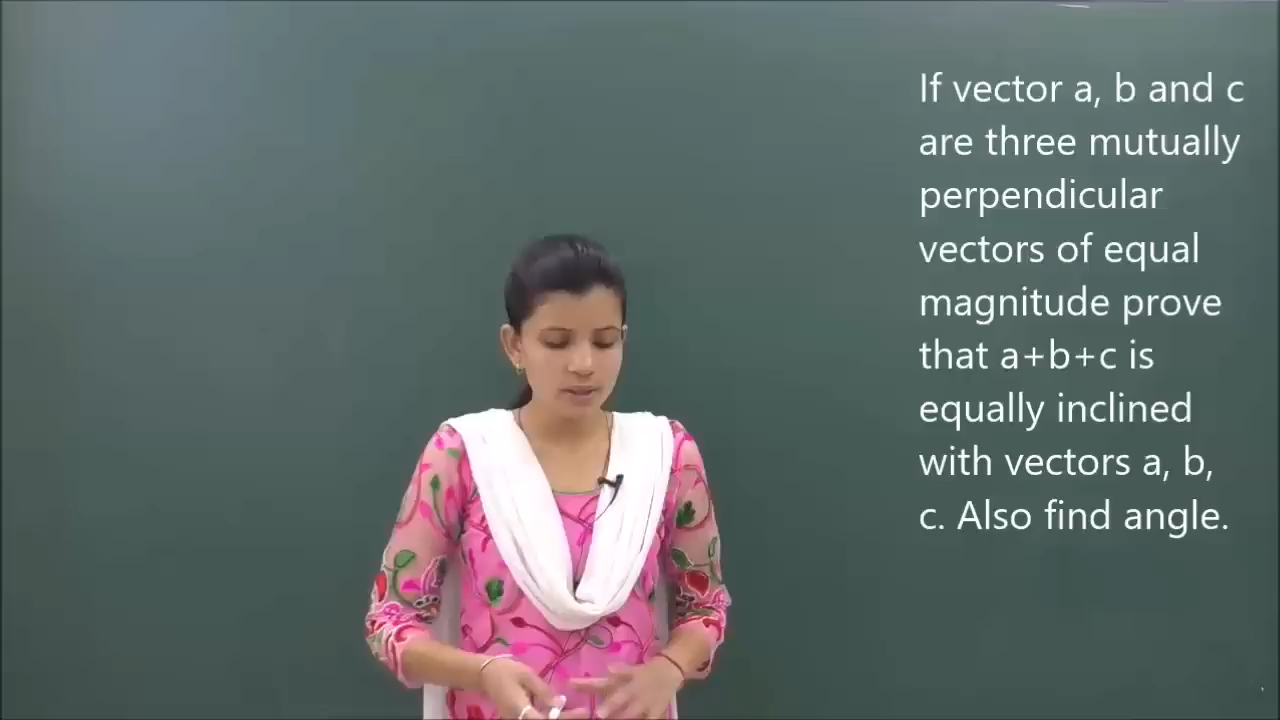 If vector a, b and c
are three mutually
perpendicular
vectors of equal
magnitude prove
that a+b+c is
equally inclined
with vectors a, b,
c. Also find angle.